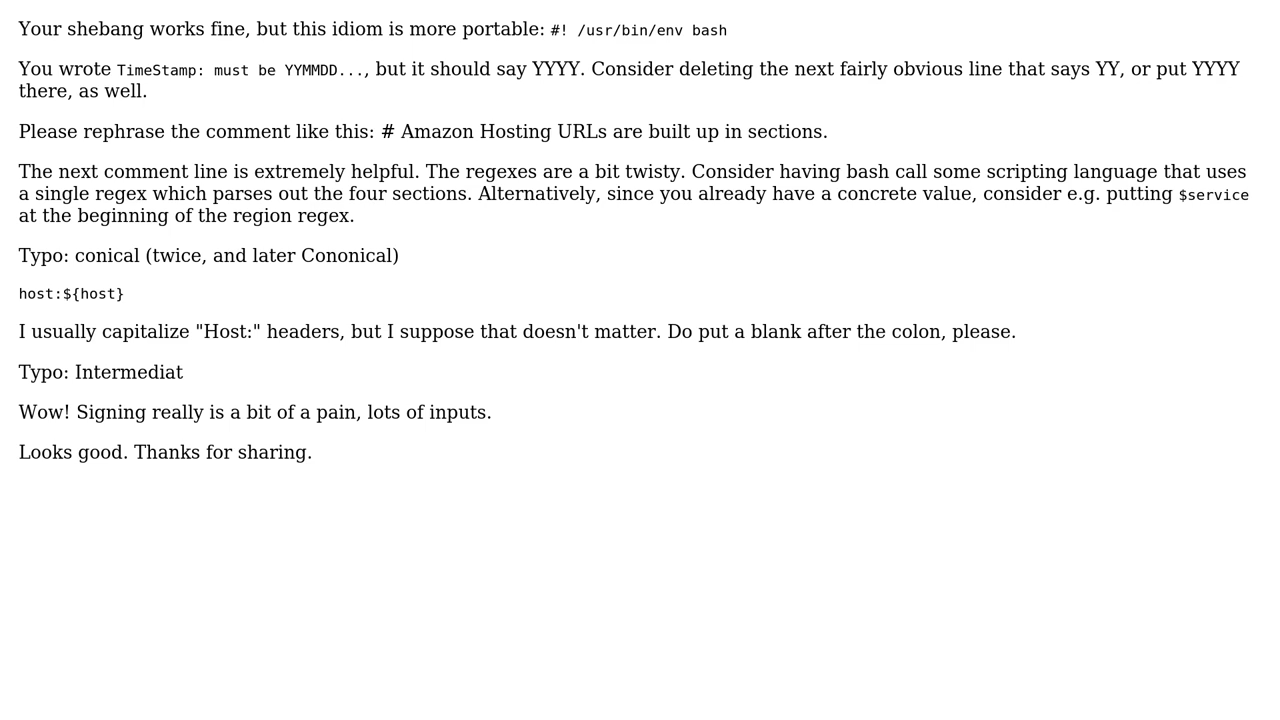 Your shebang works fine, but this idiom is more portable: #! /usr/bin/env bash
You wrote TimeStamp: must be YYMMDD..., but it should say YYYY. Consider deleting the next fairly obvious line that says YY, or put YYYY
there, as well.
Please rephrase the comment like this: # Amazon Hosting URLs are built up in sections.
The next comment line is extremely helpful. The regexes are a bit twisty. Consider having bash call some scripting language that uses
a single regex which parses out the four sections. Alternatively, since you already have a concrete value, consider e.g. putting $service
at the beginning of the region regex.
Typo: conical (twice, and later Cononical)
host:${host}
I usually capitalize "Host:" headers, but I suppose that doesn't matter. Do put a blank after the colon, please.
Typo: Intermediat
Wow! Signing really is a bit of a pain, lots of inputs.
Looks good. Thanks for sharing.